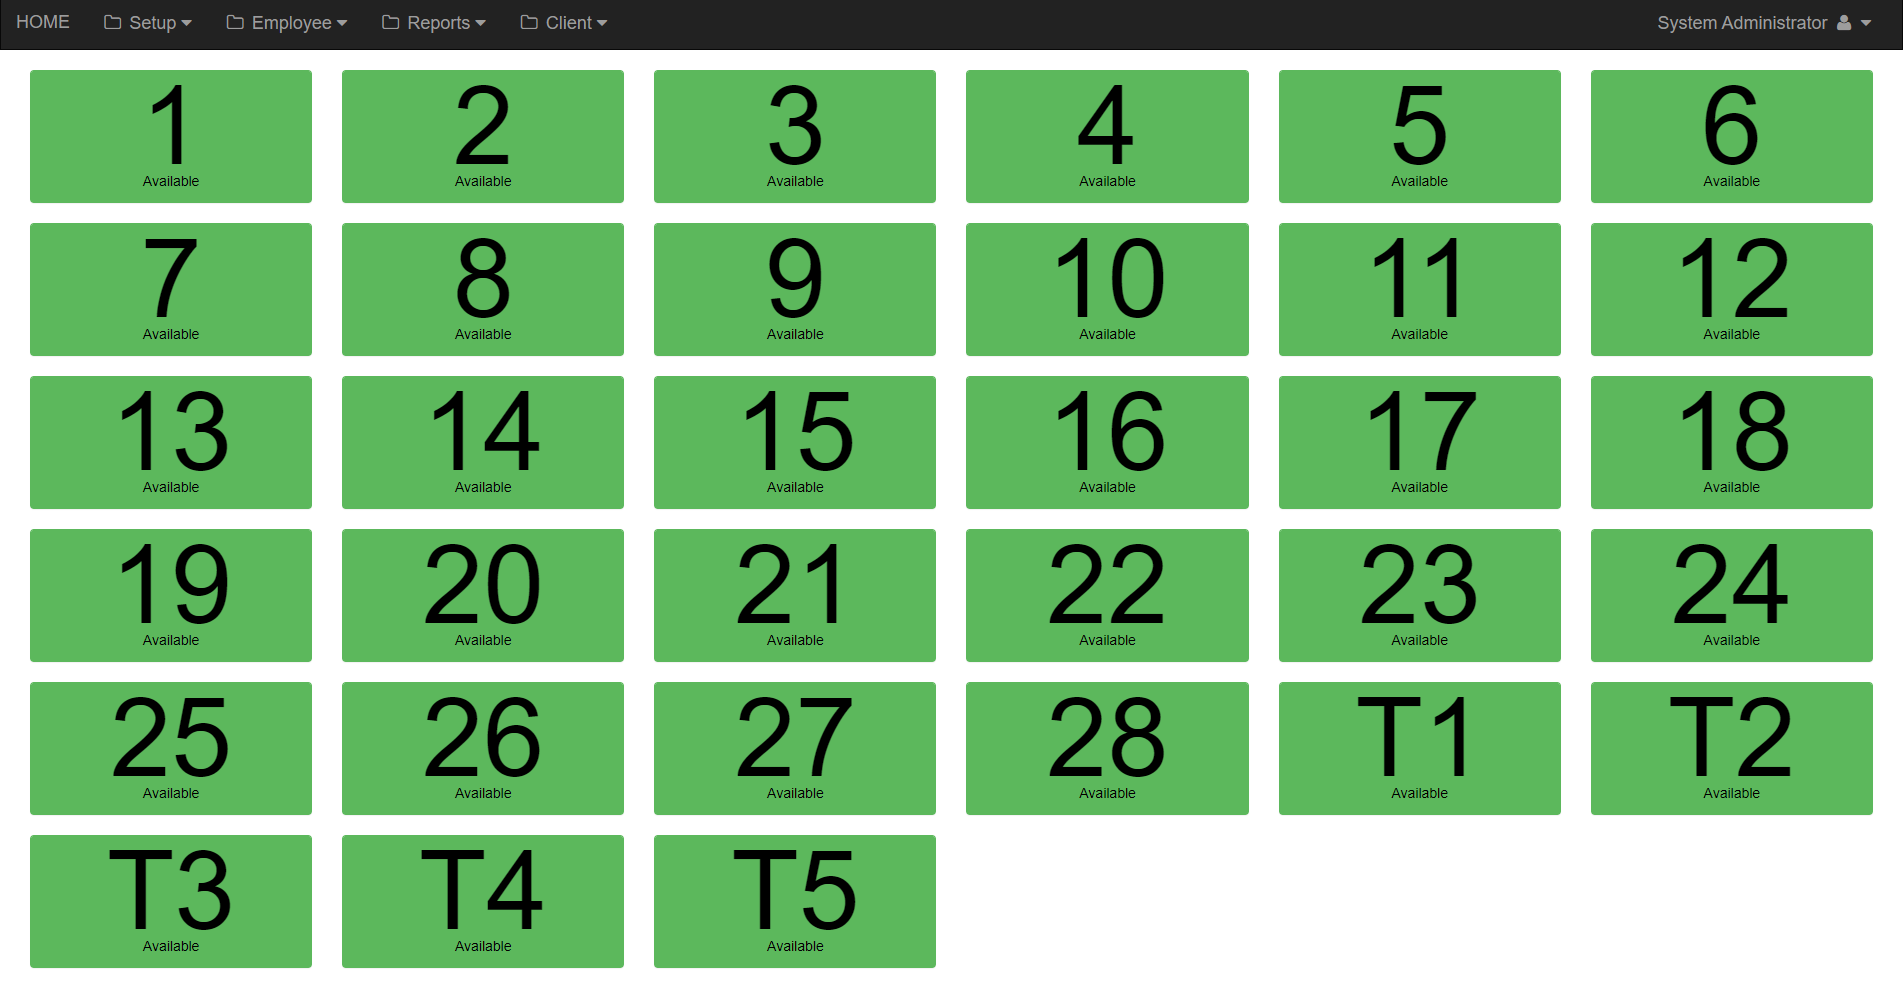 HOME Setup Employee Reports Client System Administrator
1 2 3 4 5 6
Available Available Available Available Available Available
7 8 9 10 11 12
Available Available Available Available Available Available
13 14 15 16 17 18
Available Available Available Available Available Available
19 20 21 22 23 24
Available Available Available Available Available Available
25 26 27 28 T1 T2
Available Available Available Available Available Available
T3 T4 T5
Available Available Available